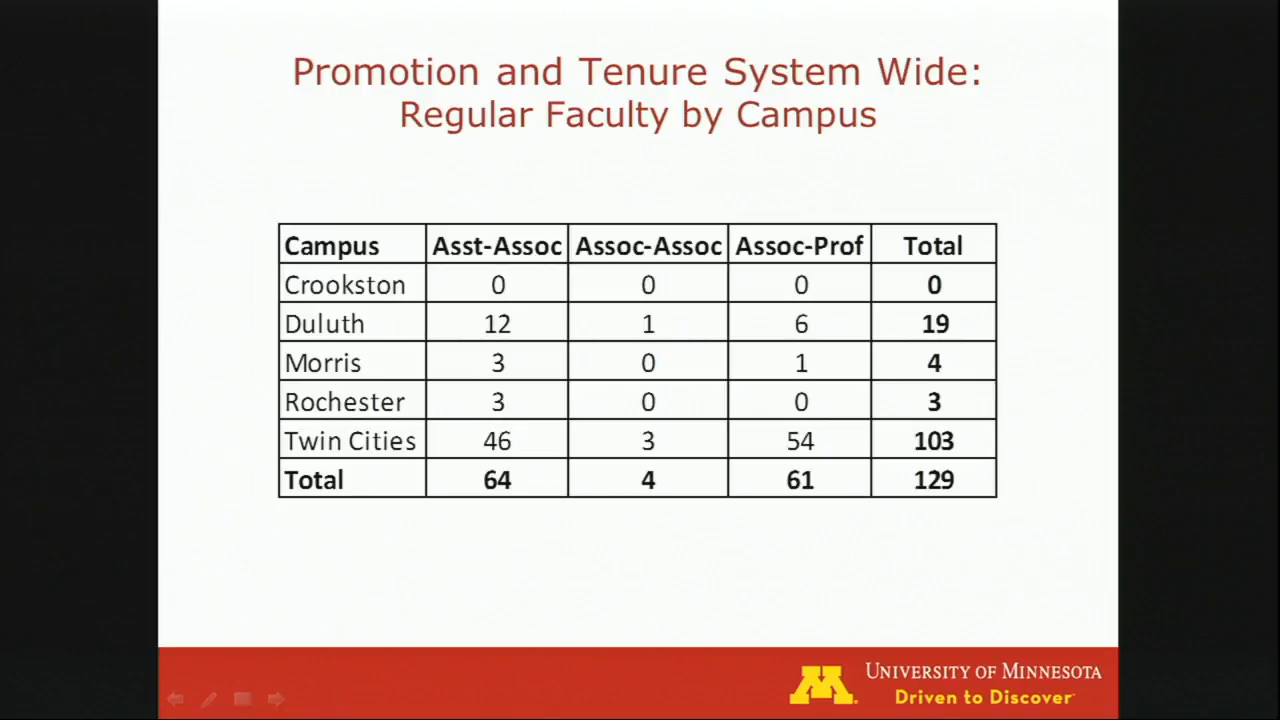 Promotion and Tenure System Wide:
Regular Faculty by Campus
Campus Asst-Assoc Assoc-Assoc Assoc-Prof Total
Crookston 0 0 0 0
Duluth 12 1 6 19
Morris 3 0 1 4
Rochester 3 0 0 3
Twin Cities 46 3 54 103
Total 64 4 61 129
M
UNIVERSITY OF MINNESOTA
Driven to Discover